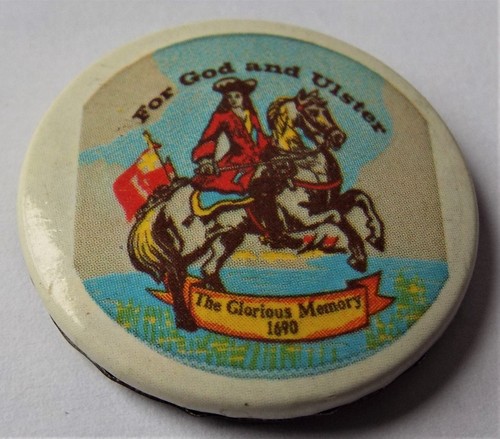 For God and Ulster
The Glorious Memory
1690